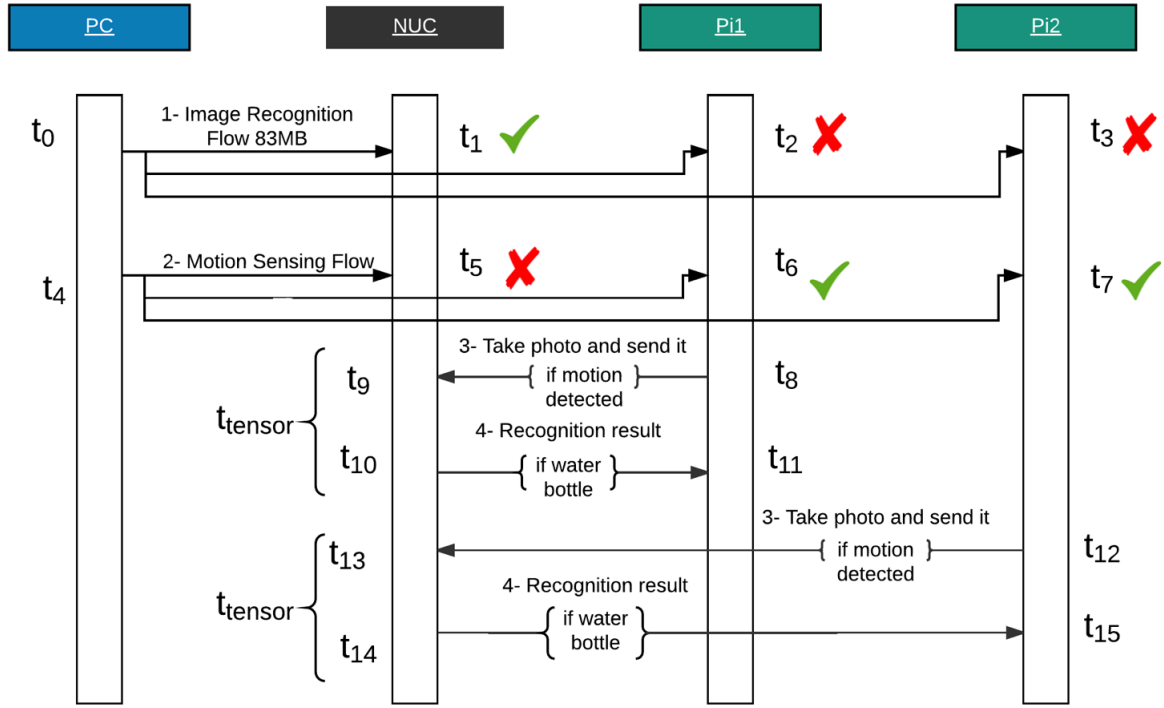 PC
NUC
Pi1
Pi2
t0
1- Image Recognition
Flow 83MB
t1
t2
t3
t4
2- Motion Sensing Flow
t5
t6
t7
3- Take photo and send it
t9
{ if motion }
detected
t8
ttensor
4- Recognition result
t10
{ if water }
bottle
t11
3- Take photo and send it
t13
{ if motion }
detected
t12
ttensor
4- Recognition result
t14
{ if water }
bottle
t15